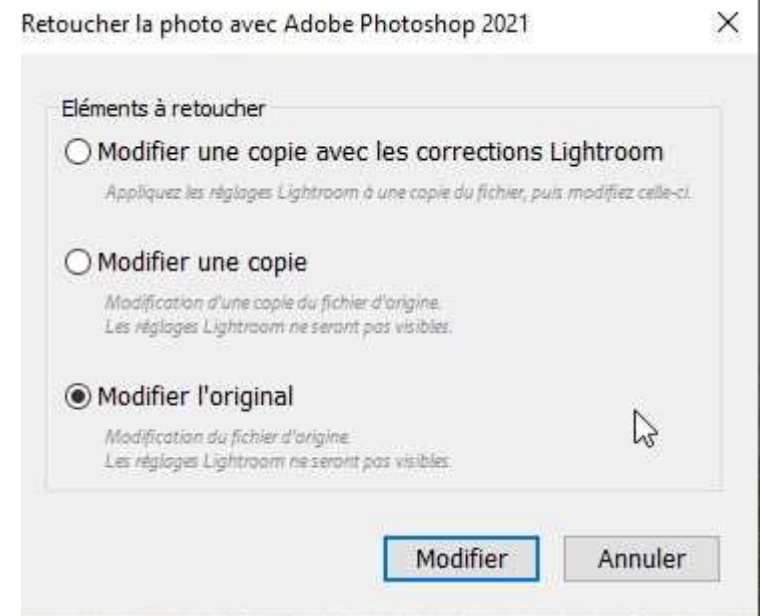 Retoucher la photo avec Adobe Photoshop 2021
Eléments à retoucher
Modifier une copie avec les corrections Lightroom
Appliquez les réglages Lightroom à une copie du fichier, puis modifiez celle-ci.
Modifier une copie
Modification d'une copie du fichier d'origine.
Les réglages Lightroom ne seront pas visibles.
Modifier l'original
Modification du fichier d'origine.
Les réglages Lightroom ne seront pas visibles.
Modifier Annuler